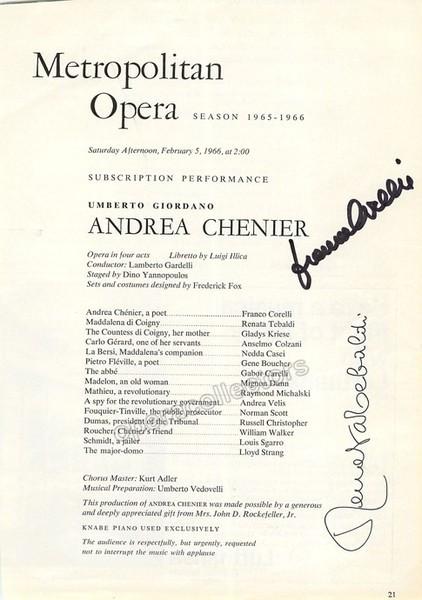 Metropolitan
Opera SEASON 1965-1966
Saturday Afternoon, February 5, 1966, at 2:00
SUBSCRIPTION PERFORMANCE
UMBERTO GIORDANO
ANDREA CHENIER
Opera in four acts Libretto by Luigi Illica
Conductor: Lamberto Gardelli
Staged by Dino Yannopoulos
Sets and costumes designed by Frederick Fox
Andrea Chénier, a poet Franco Corelli
Maddalena di Coigny Renata Tebaldi
The Countess di Coigny, her mother Gladys Kriese
Carlo Gérard, one of her servants Anselmo Colzani
La Bersi, Maddalena's companion Nedda Casei
Pietro Fléville, a poet Gene Boucher
The abbé Gabor Carelli
Madelon, an old woman Mignon Dunn
Mathieu, a revolutionary Raymond Michalski
A spy for the revolutionary government Andrea Velis
Fouquier-Tinville, the public prosecutor Norman Scott
Dumas, president of the Tribunal Russell Christopher
Roucher, Chénier's friend William Walker
Schmidt, a jailer Louis Sgarro
The major-domo Lloyd Strang
Chorus Master: Kurt Adler
Musical Preparation: Umberto Vedovelli
This production of ANDREA CHENIER was made possible by a generous
and deeply appreciated gift from Mrs. John D. Rockefeller, Jr.
KNABE PIANO USED EXCLUSIVELY
The audience is respectfully, but urgently, requested
not to interrupt the music with applause
Franco Corelli
Renata Tebaldi
21